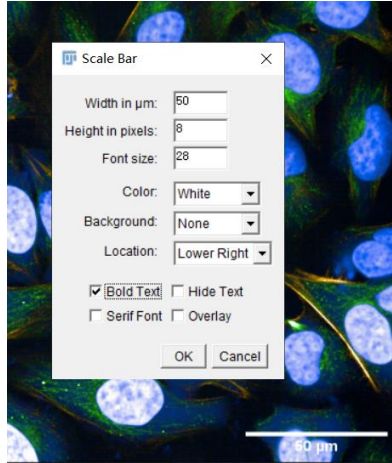 Scale Bar
Width in µm: 50
Height in pixels: 8
Font size: 28
Color: White
Background: None
Location: Lower Right
Bold Text Hide Text
Serif Font Overlay
OK Cancel
50 µm